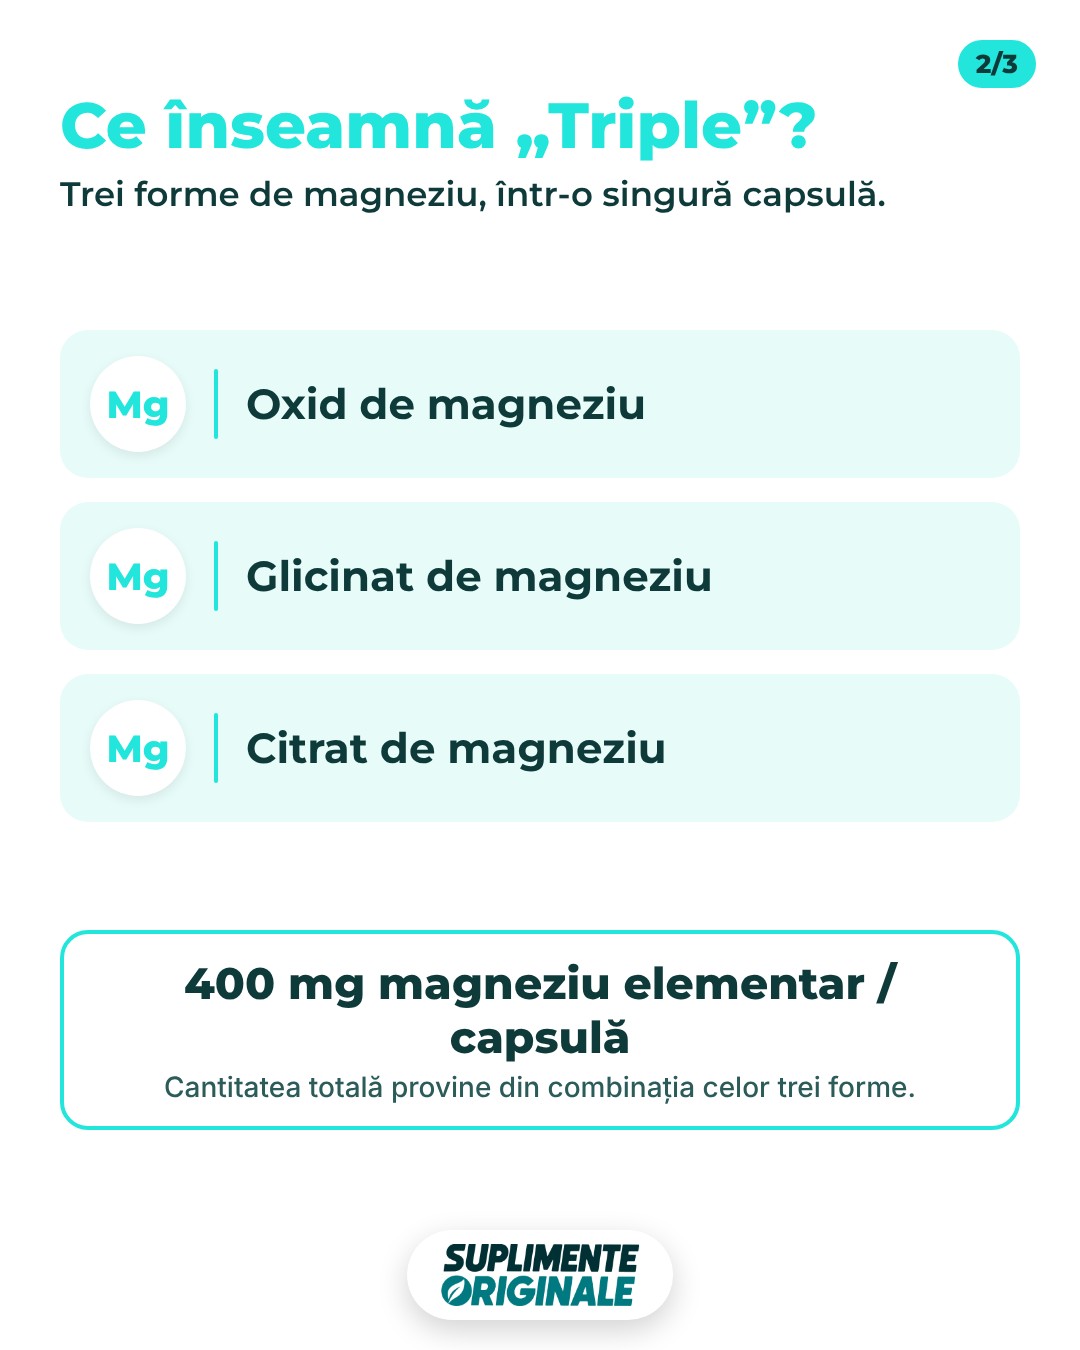 2/3
Ce înseamnă „Triple”?
Trei forme de magneziu, într-o singură capsulă.
Mg
Oxid de magneziu
Mg
Glicinat de magneziu
Mg
Citrat de magneziu
400 mg magneziu elementar /
capsulă
Cantitatea totală provine din combinația celor trei forme.
SUPLIMENTE
ORIGINALE